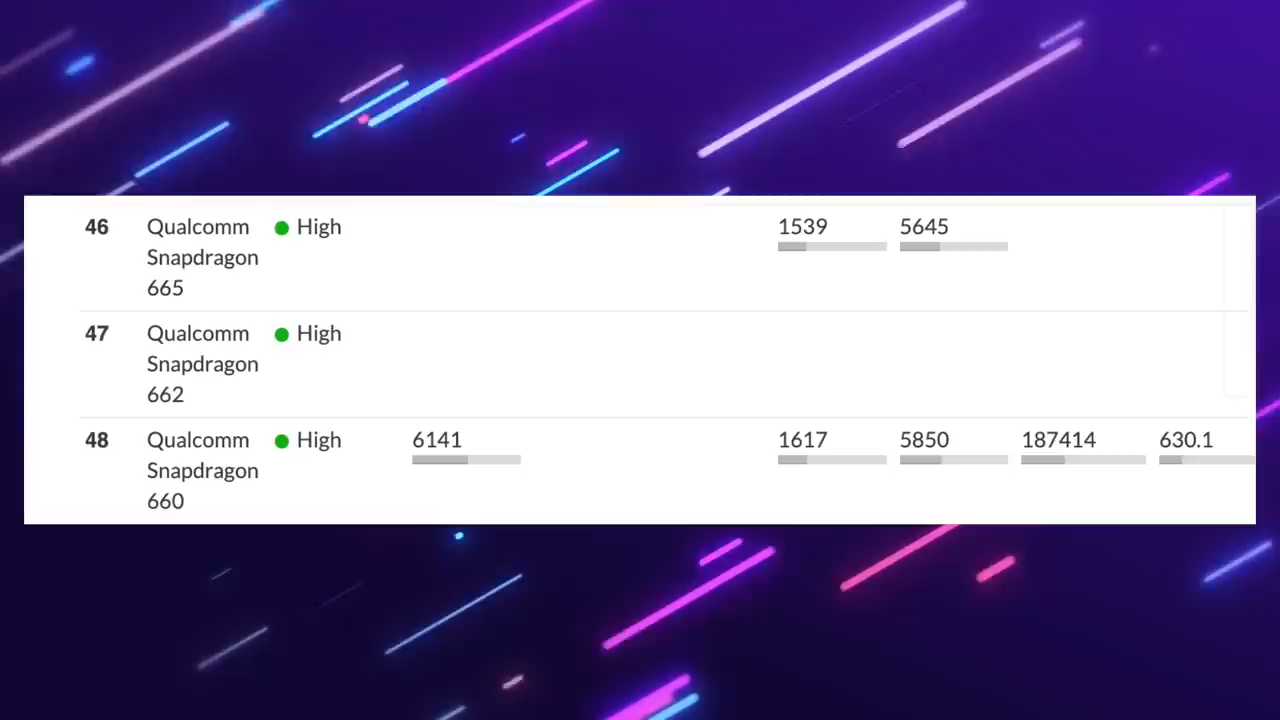 46 Qualcomm High 1539 5645
Snapdragon
665
47 Qualcomm High
Snapdragon
662
48 Qualcomm High 6141 1617 5850 187414 630.1
Snapdragon
660